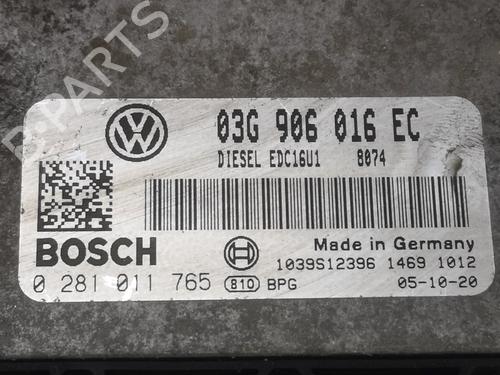 03G 906 016 EC
DIESEL EDC16U1 8074
BOSCH
Made in Germany
1039S12396 1469 1012
0 281 011 765 810 BPG 05-10-20
B-PARTS